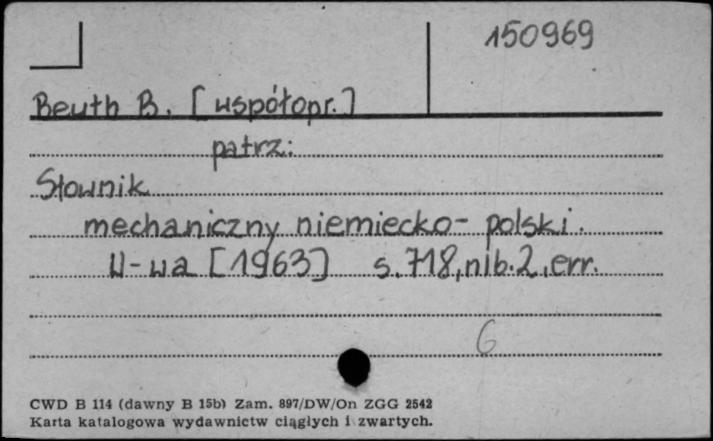 150969
Beuth B. [współopr.]
patrz:
Słownik
mechaniczny niemiecko-polski.
W-wa [1963] s. 718, nlb. 2, err.
6
CWD B 114 (dawny B 15b) Zam. 897/DW/On ZGG 2542
Karta katalogowa wydawnictw ciągłych i zwartych.